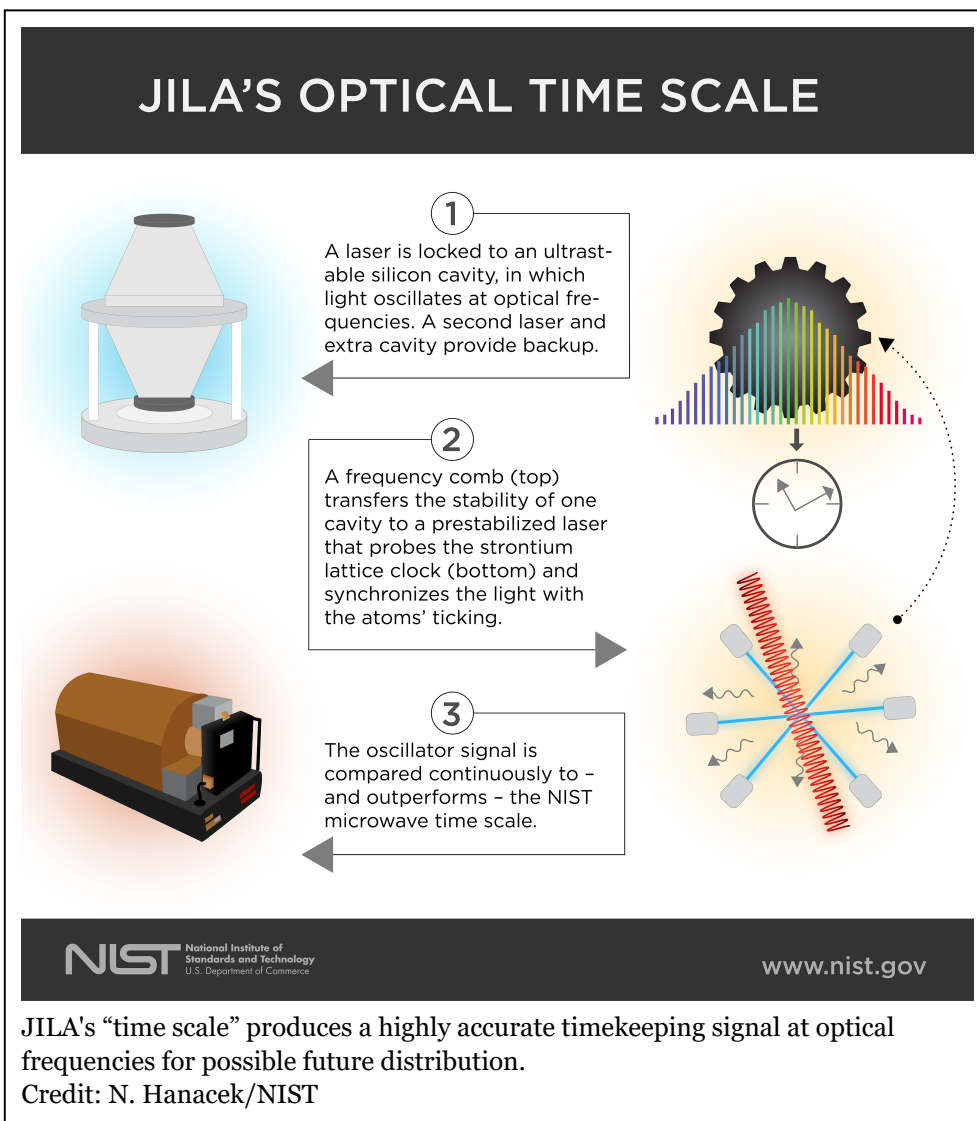 JILA'S OPTICAL TIME SCALE
1
A laser is locked to an ultrast-
able silicon cavity, in which
light oscillates at optical fre-
quencies. A second laser and
extra cavity provide backup.
2
A frequency comb (top)
transfers the stability of one
cavity to a prestabilized laser
that probes the strontium
lattice clock (bottom) and
synchronizes the light with
the atoms’ ticking.
3
The oscillator signal is
compared continuously to –
and outperforms – the NIST
microwave time scale.
NIST
National Institute of
Standards and Technology
U.S. Department of Commerce
www.nist.gov
JILA's “time scale” produces a highly accurate timekeeping signal at optical
frequencies for possible future distribution.
Credit: N. Hanacek/NIST